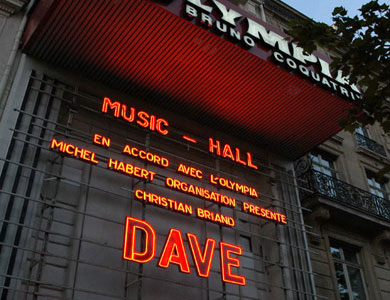 OLYMPIA
BRUNO COQUATRIX
MUSIC - HALL
EN ACCORD AVEC L'OLYMPIA
MICHEL HABERT ORGANISATION PRESENTE
CHRISTIAN BRIAND
DAVE